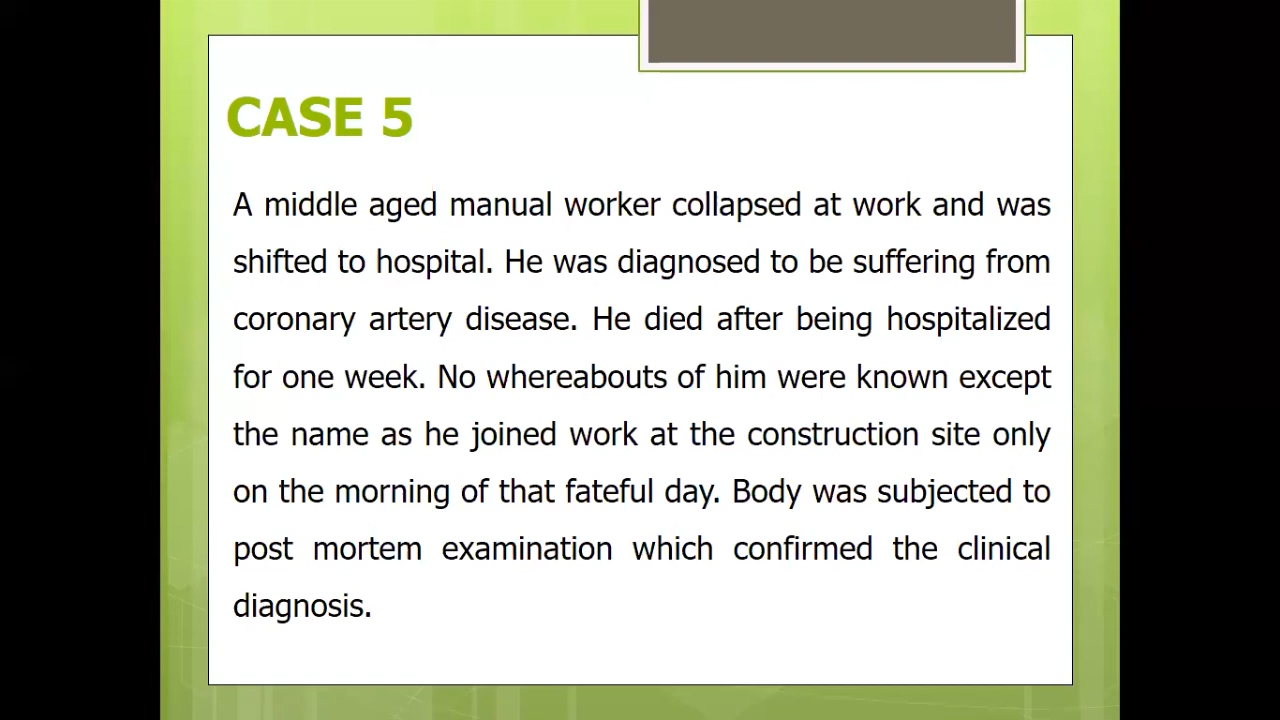 CASE 5
A middle aged manual worker collapsed at work and was
shifted to hospital. He was diagnosed to be suffering from
coronary artery disease. He died after being hospitalized
for one week. No whereabouts of him were known except
the name as he joined work at the construction site only
on the morning of that fateful day. Body was subjected to
post mortem examination which confirmed the clinical
diagnosis.